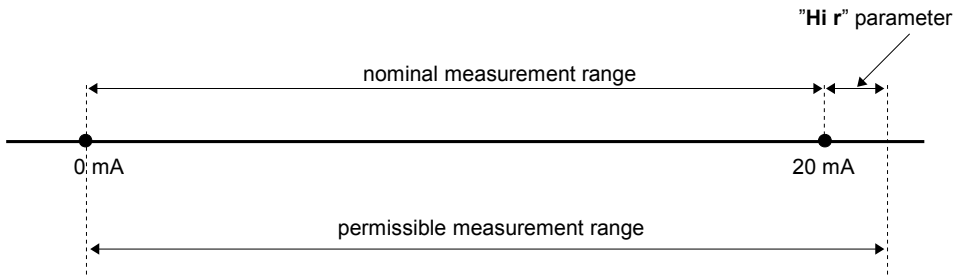 ”Hi r” parameter
nominal measurement range
0 mA
20 mA
permissible measurement range